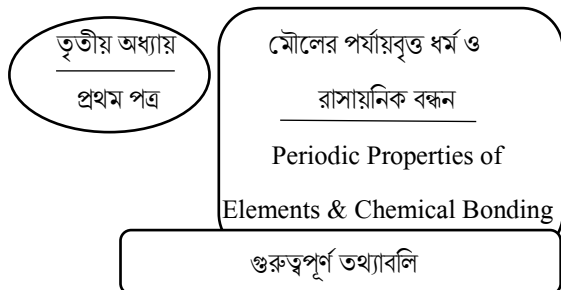 তৃতীয় অধ্যায়
প্রথম পত্র
মৌলের পর্যায়বৃত্ত ধর্ম ও
রাসায়নিক বন্ধন
Periodic Properties of
Elements & Chemical Bonding
গুরুত্বপূর্ণ তথ্যাবলি